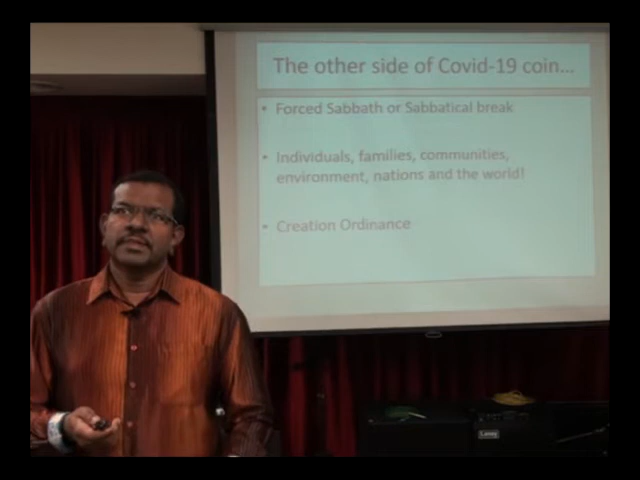 The other side of Covid-19 coin...
• Forced Sabbath or Sabbatical break
• Individuals, families, communities,
environment, nations and the world!
• Creation Ordinance
Laney